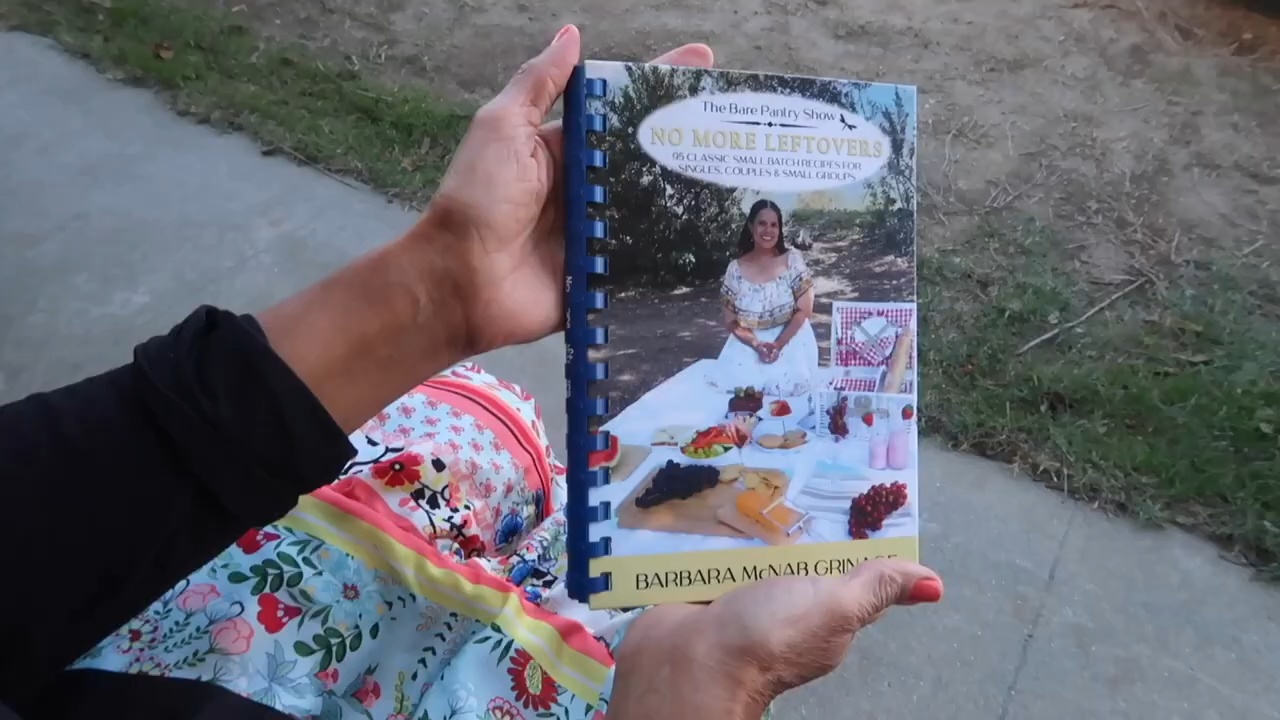 The Bare Pantry Show
NO MORE LEFTOVERS
95 CLASSIC SMALL BATCH RECIPES FOR
SINGLES, COUPLES & SMALL GROUPS
BARBARA McNAB GRINAGE